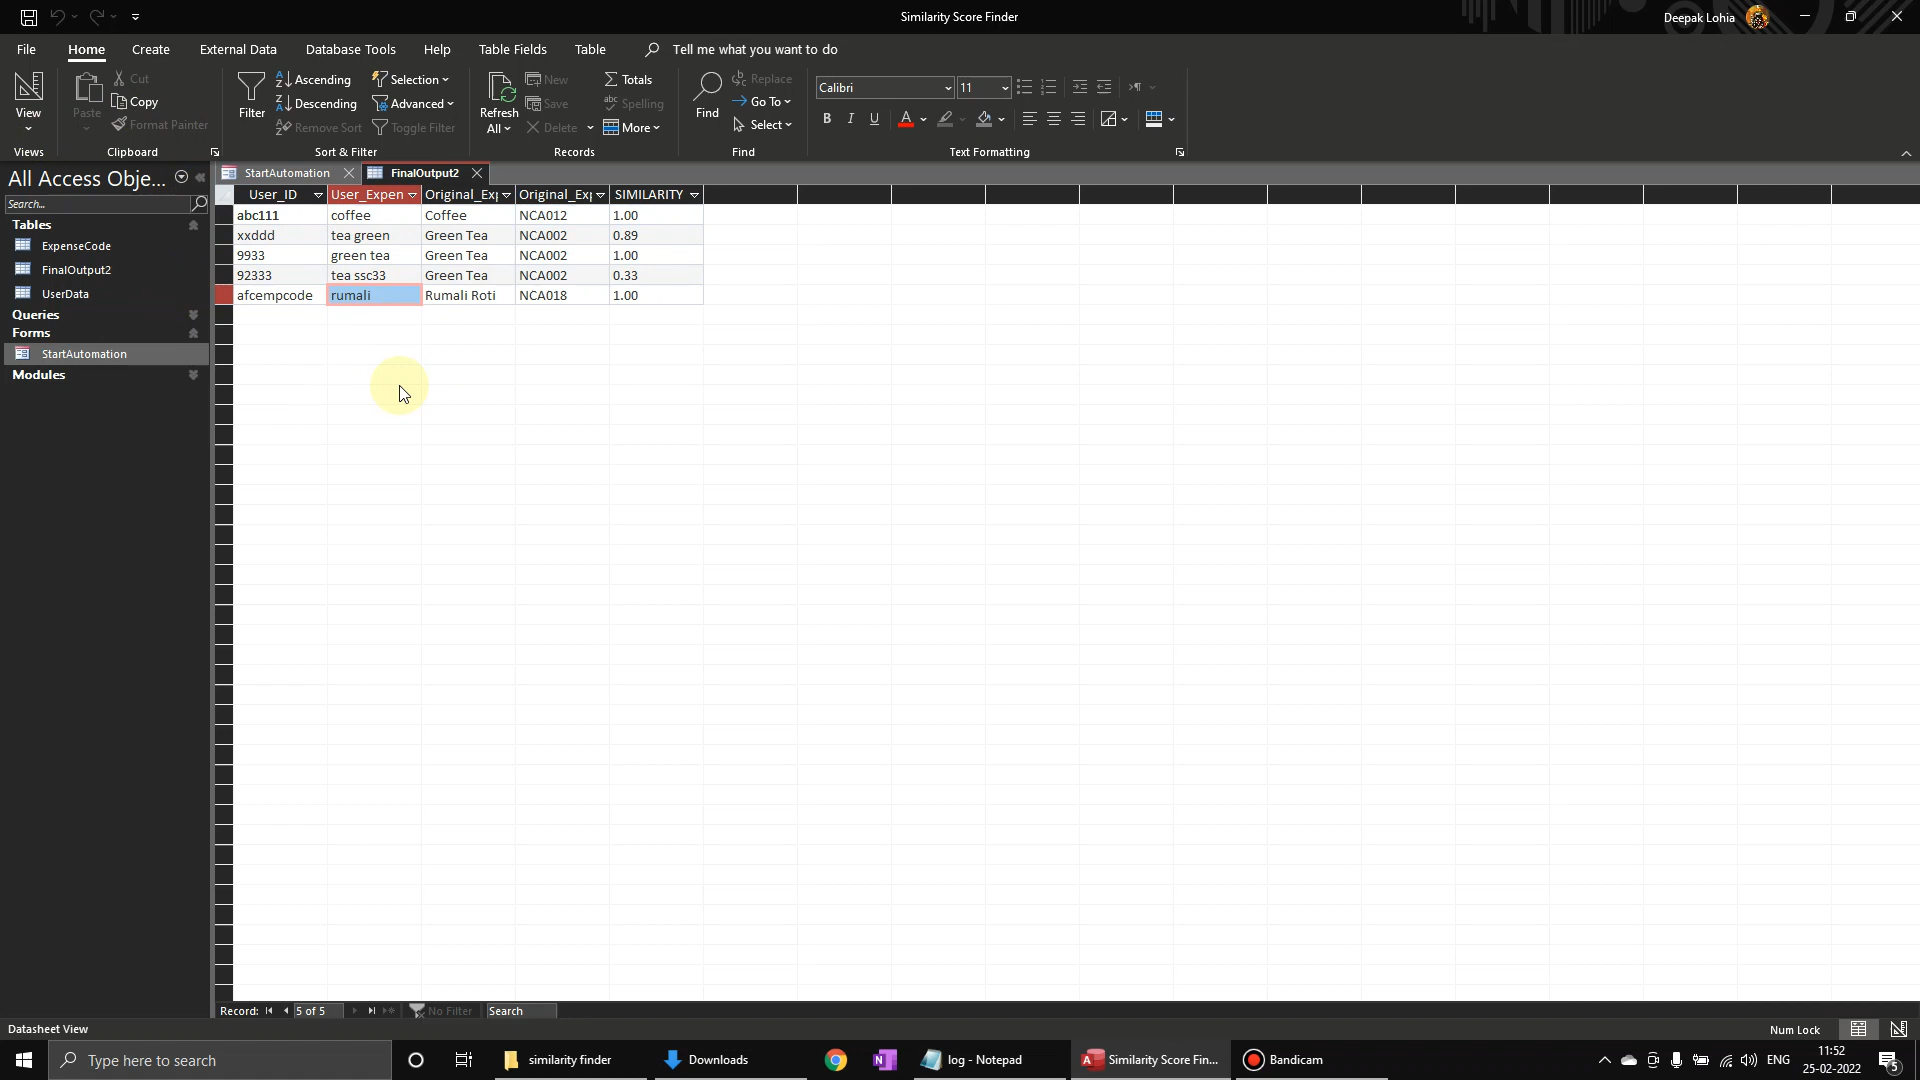 Similarity Score Finder
Deepak Lohia
File Home Create External Data Database Tools Help Table Fields Table Tell me what you want to do
View
Views
Paste
Cut
Copy
Format Painter
Clipboard
Filter
Ascending
Descending
Remove Sort
Selection
Advanced
Toggle Filter
Sort & Filter
Refresh
All
New
Save
Delete
Totals
Spelling
More
Records
Find
Replace
Go To
Select
Find
Calibri
11
B I U
Text Formatting
All Access Obje...
Search...
Tables
ExpenseCode
FinalOutput2
UserData
Queries
Forms
StartAutomation
Modules
StartAutomation FinalOutput2
User_ID User_Expen Original_Exp Original_Exp SIMILARITY
abc111 coffee Coffee NCA012 1.00
xxddd tea green Green Tea NCA002 0.89
9933 green tea Green Tea NCA002 1.00
92333 tea ssc33 Green Tea NCA002 0.33
afcempcode rumali Rumali Roti NCA018 1.00
Record: 5 of 5 No Filter Search
Datasheet View
Num Lock
Type here to search
similarity finder
Downloads
log - Notepad
Similarity Score Fin...
Bandicam
ENG
11:52
25-02-2022
5